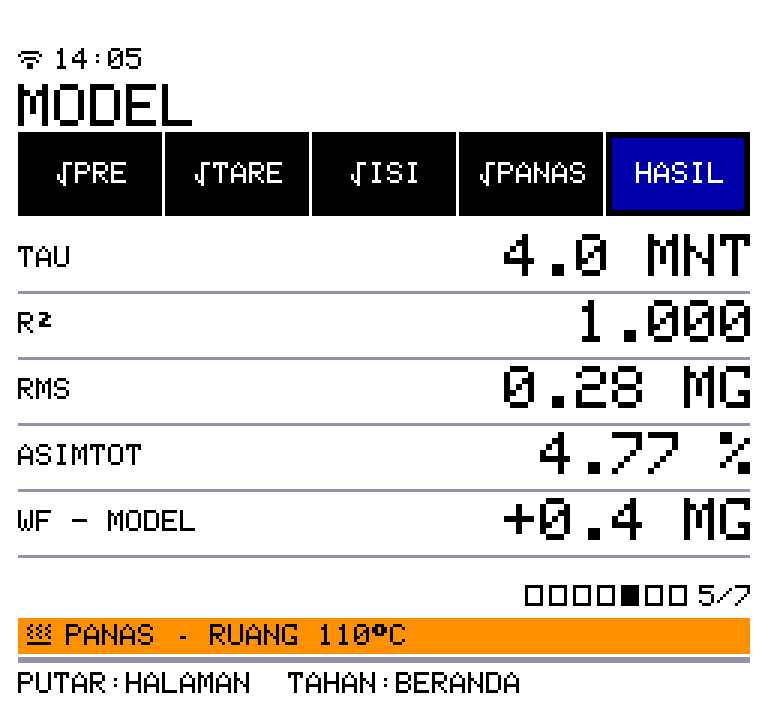 14:05
MODEL
√PRE √TARE √ISI √PANAS HASIL
TAU 4.0 MNT
R² 1.000
RMS 0.28 MG
ASIMTOT 4.77 %
WF - MODEL +0.4 MG
5/7
PANAS - RUANG 110°C
PUTAR:HALAMAN TAHAN:BERANDA